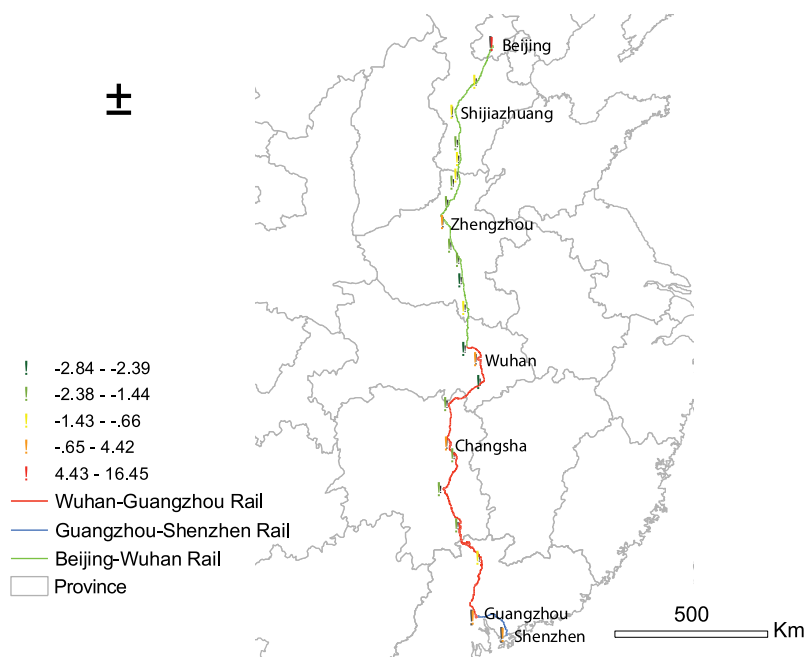 Beijing
±
Shijiazhuang
Zhengzhou
Wuhan
-2.84 - -2.39
-2.38 - -1.44
-1.43 - -.66
-.65 - 4.42
4.43 - 16.45
Changsha
Wuhan-Guangzhou Rail
Guangzhou-Shenzhen Rail
Beijing-Wuhan Rail
Province
Guangzhou
Shenzhen
500
Km